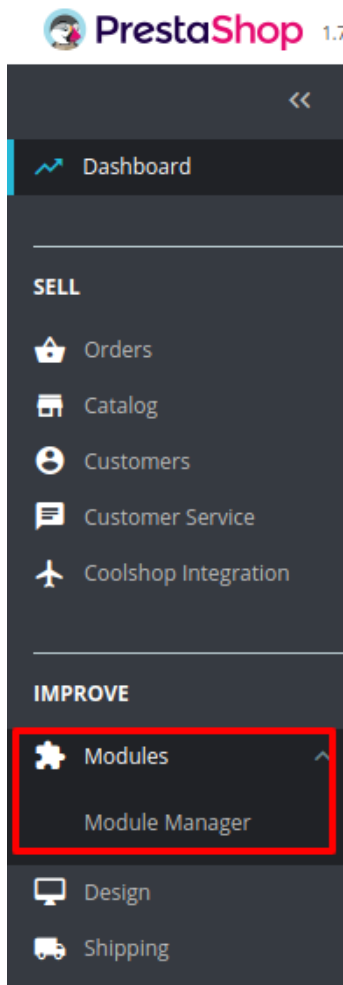 PrestaShop 1.7
Dashboard
SELL
Orders
Catalog
Customers
Customer Service
Coolshop Integration
IMPROVE
Modules
Module Manager
Design
Shipping